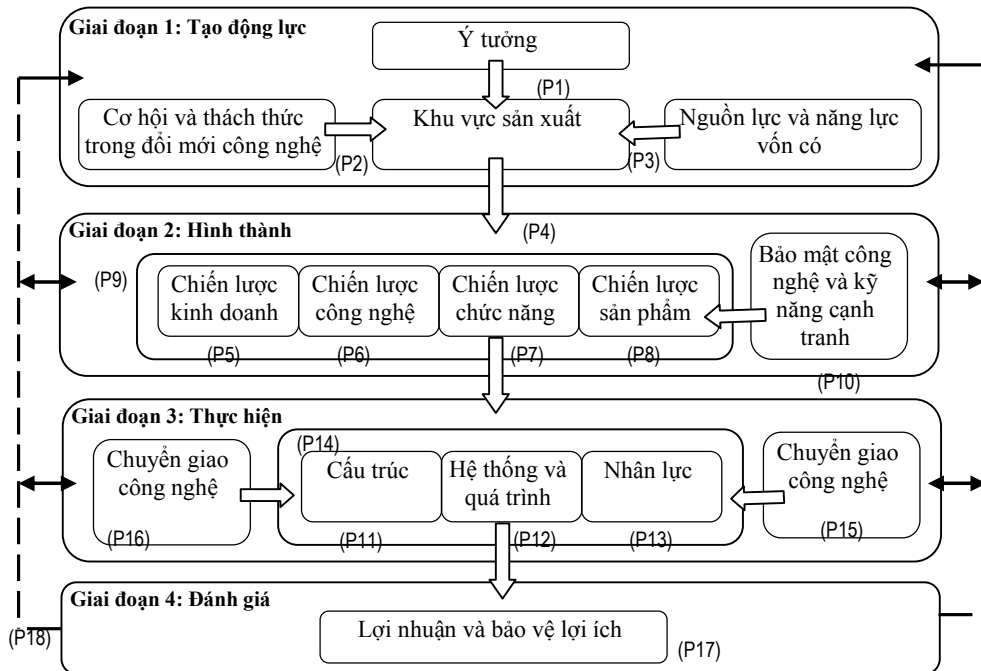 Giai đoạn 1: Tạo động lực
Ý tưởng
(P1)
Cơ hội và thách thức
trong đổi mới công nghệ
(P2)
Khu vực sản xuất
(P3)
Nguồn lực và năng lực
vốn có
Giai đoạn 2: Hình thành
(P4)
(P9)
Chiến lược
kinh doanh
(P5)
Chiến lược
công nghệ
(P6)
Chiến lược
chức năng
(P7)
Chiến lược
sản phẩm
(P8)
Bảo mật công
nghệ và kỹ
năng cạnh
tranh
(P10)
Giai đoạn 3: Thực hiện
Chuyển giao
công nghệ
(P16)
(P14)
Cấu trúc
(P11)
Hệ thống và
quá trình
(P12)
Nhân lực
(P13)
Chuyển giao
công nghệ
(P15)
Giai đoạn 4: Đánh giá
(P18)
Lợi nhuận và bảo vệ lợi ích
(P17)